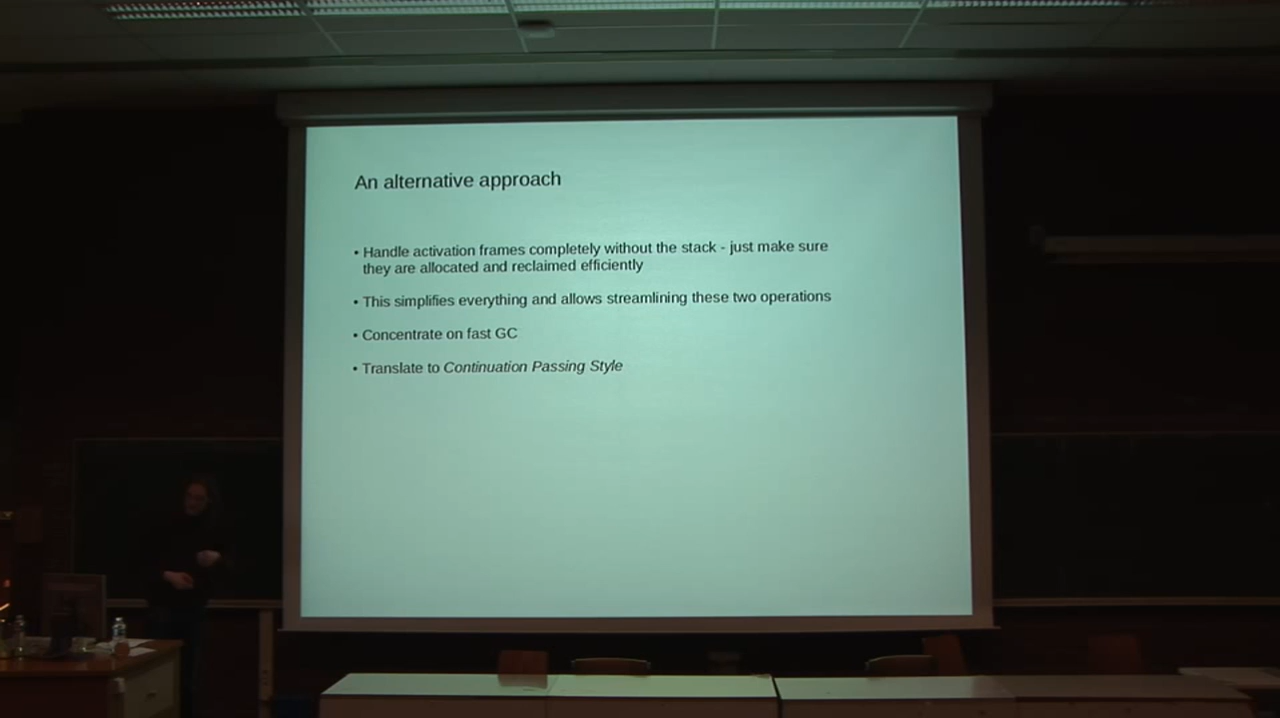 An alternative approach
• Handle activation frames completely without the stack - just make sure
they are allocated and reclaimed efficiently
• This simplifies everything and allows streamlining these two operations
• Concentrate on fast GC
• Translate to Continuation Passing Style